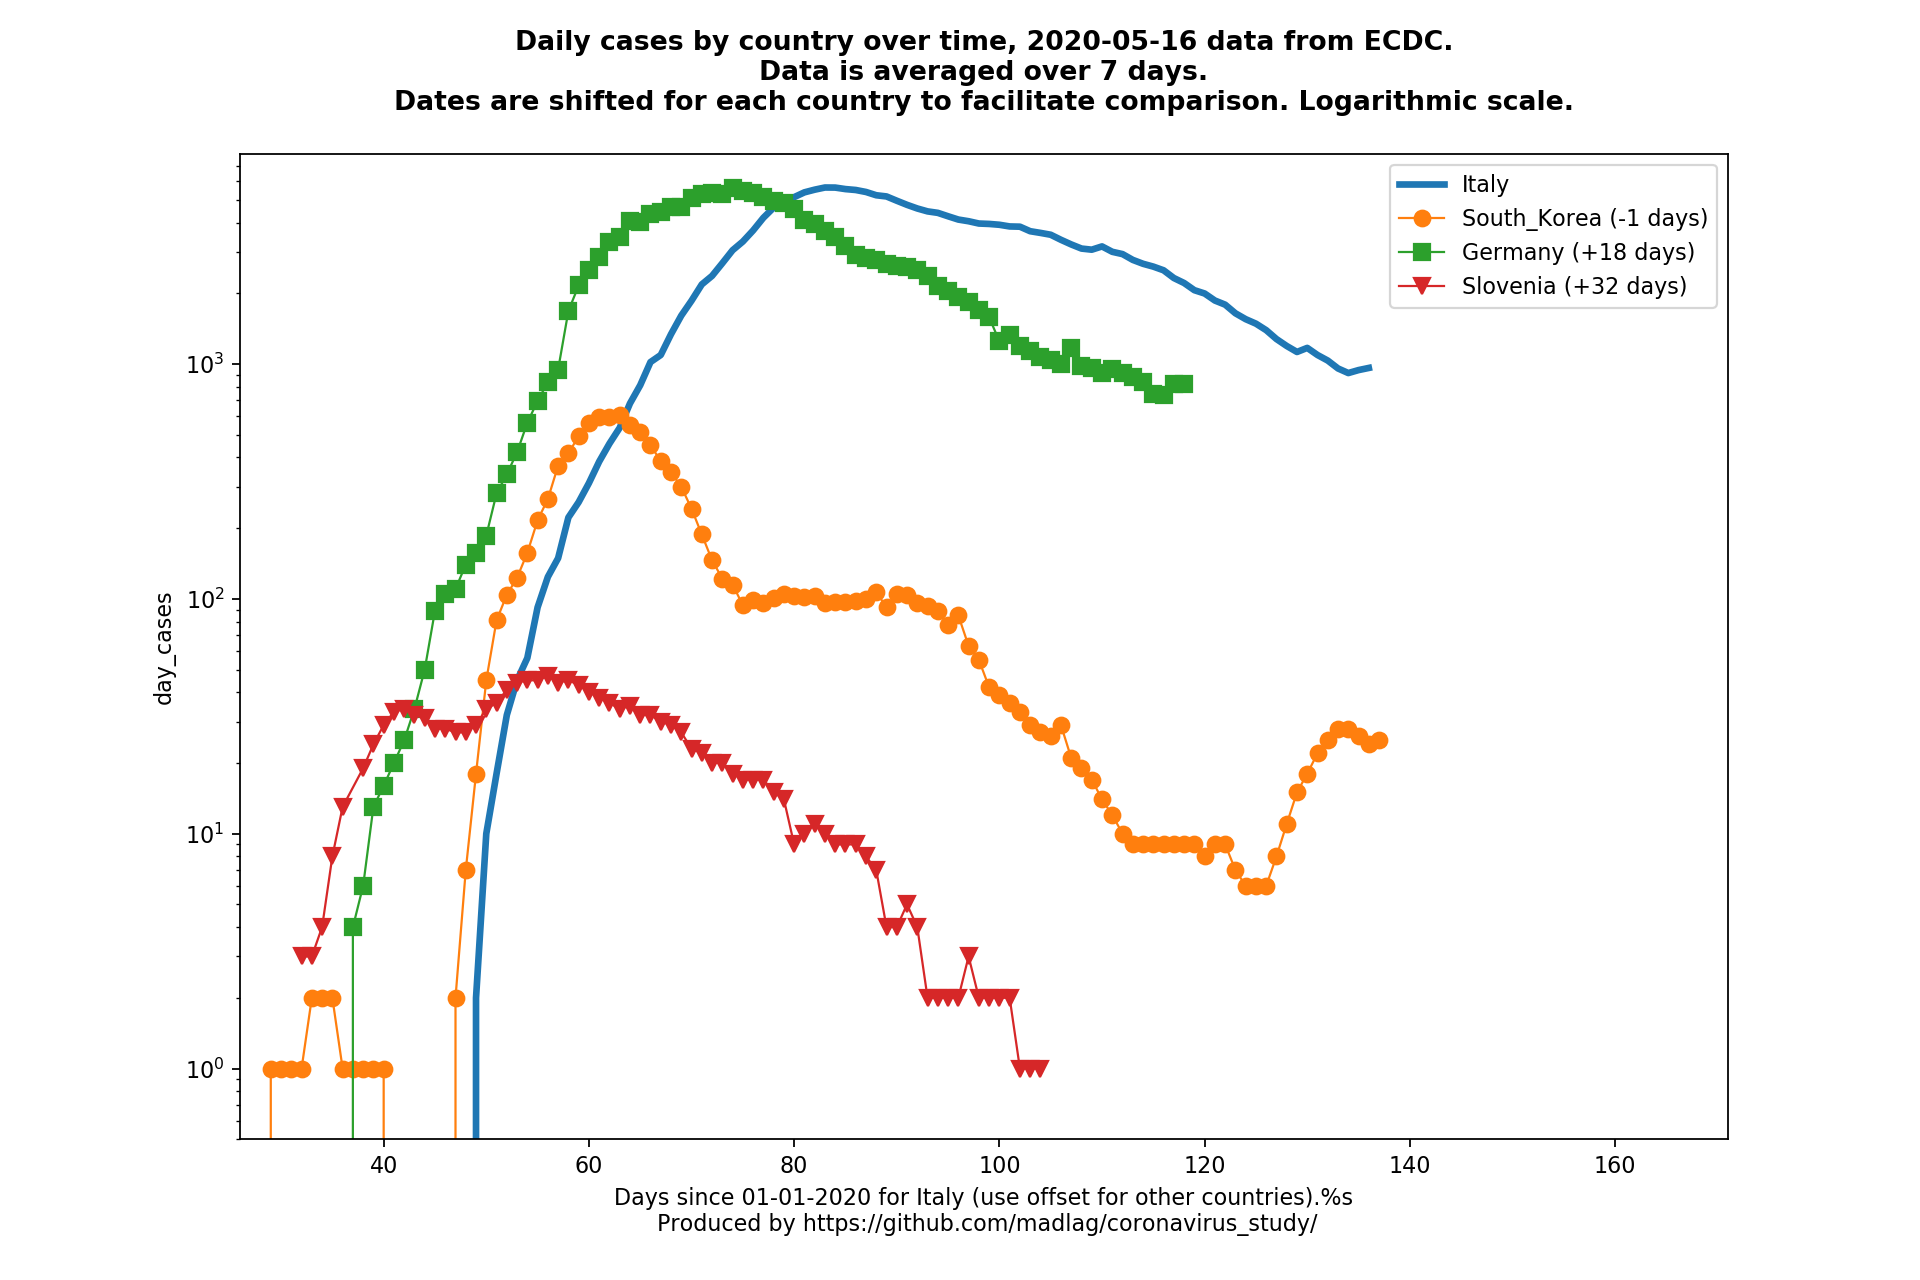 Daily cases by country over time, 2020-05-16 data from ECDC.
Data is averaged over 7 days.
Dates are shifted for each country to facilitate comparison. Logarithmic scale.
Italy
South_Korea (-1 days)
Germany (+18 days)
Slovenia (+32 days)
day_cases
10³
10²
10¹
10⁰
40 60 80 100 120 140 160
Days since 01-01-2020 for Italy (use offset for other countries).%s
Produced by https://github.com/madlag/coronavirus_study/